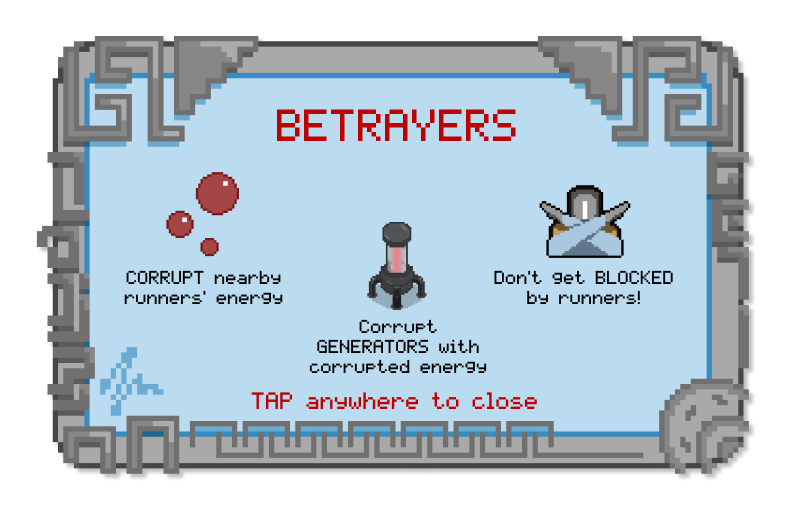 BETRAYERS
CORRUPT nearby
runners' energy
Don't get BLOCKED
by runners!
Corrupt
GENERATORS with
corrupted energy
TAP anywhere to close